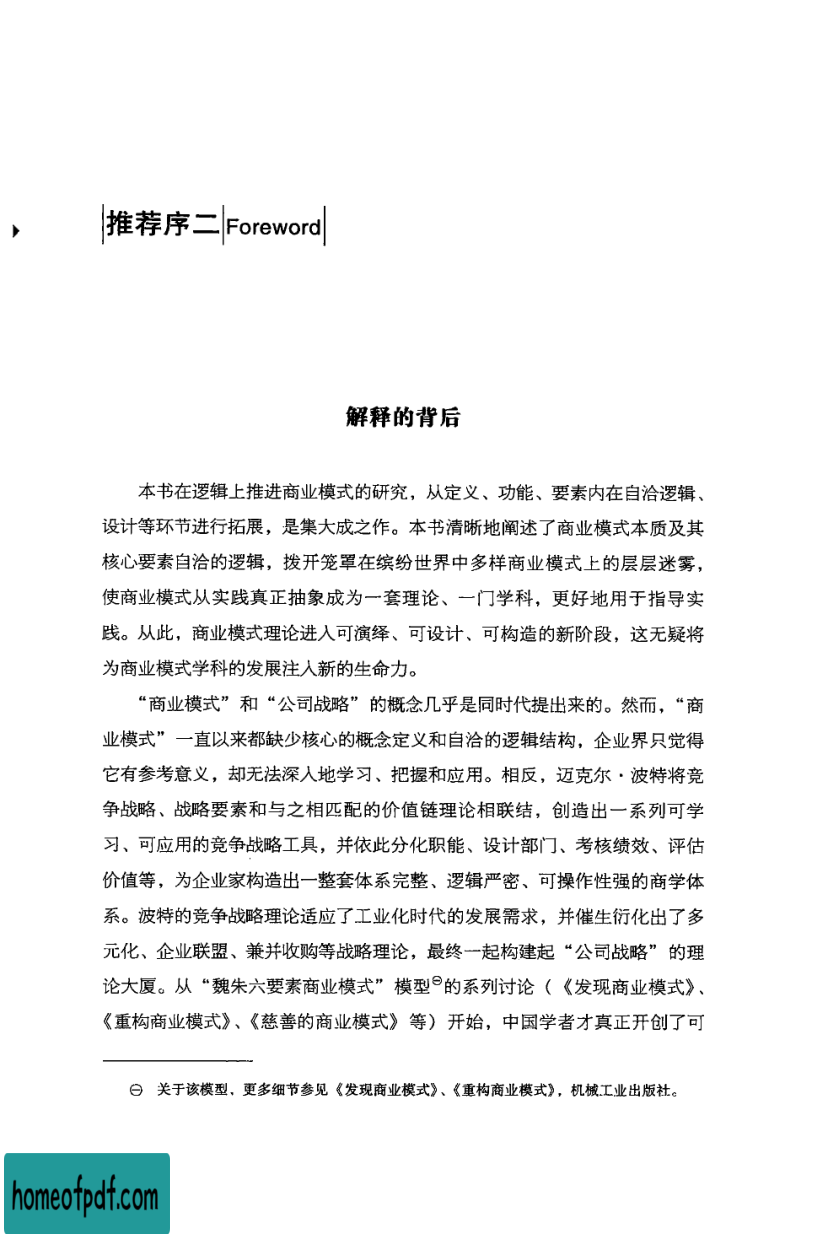 推荐序二 Foreword
解释的背后
本书在逻辑上推进商业模式的研究，从定义、功能、要素内在自洽逻辑、
设计等环节进行拓展，是集大成之作。本书清晰地阐述了商业模式本质及其
核心要素自洽的逻辑，拨开笼罩在缤纷世界中多样商业模式上的层层迷雾，
使商业模式从实践真正抽象成为一套理论、一门学科，更好地用于指导实
践。从此，商业模式理论进入可演绎、可设计、可构造的新阶段，这无疑将
为商业模式学科的发展注入新的生命力。
“商业模式”和“公司战略”的概念几乎是同时代提出来的。然而，“商
业模式”一直以来都缺少核心的概念定义和自洽的逻辑结构，企业界只觉得
它有参考意义，却无法深入地学习、把握和应用。相反，迈克尔·波特将竞
争战略、战略要素和与之相匹配的价值链理论相联结，创造出一系列可学
习、可应用的竞争战略工具，并依此分化职能、设计部门、考核绩效、评估
价值等，为企业家构造出一整套体系完整、逻辑严密、可操作性强的商学体
系。波特的竞争战略理论适应了工业化时代的发展需求，并催生衍化出了多
元化、企业联盟、兼并收购等战略理论，最终一起构建起“公司战略”的理
论大厦。从“魏朱六要素商业模式”模型㊀的系列讨论（《发现商业模式》、
《重构商业模式》、《慈善的商业模式》等）开始，中国学者才真正开创了可
㊀ 关于该模型，更多细节参见《发现商业模式》、《重构商业模式》，机械工业出版社。
homeofpdf.com